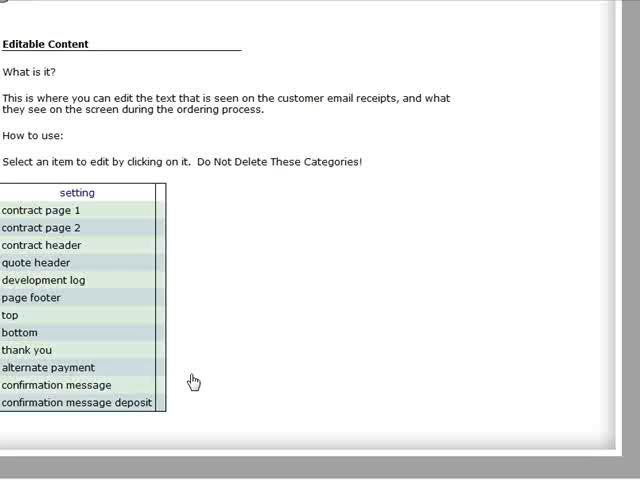 Editable Content
What is it?
This is where you can edit the text that is seen on the customer email receipts, and what
they see on the screen during the ordering process.
How to use:
Select an item to edit by clicking on it.  Do Not Delete These Categories!
setting
contract page 1
contract page 2
contract header
quote header
development log
page footer
top
bottom
thank you
alternate payment
confirmation message
confirmation message deposit